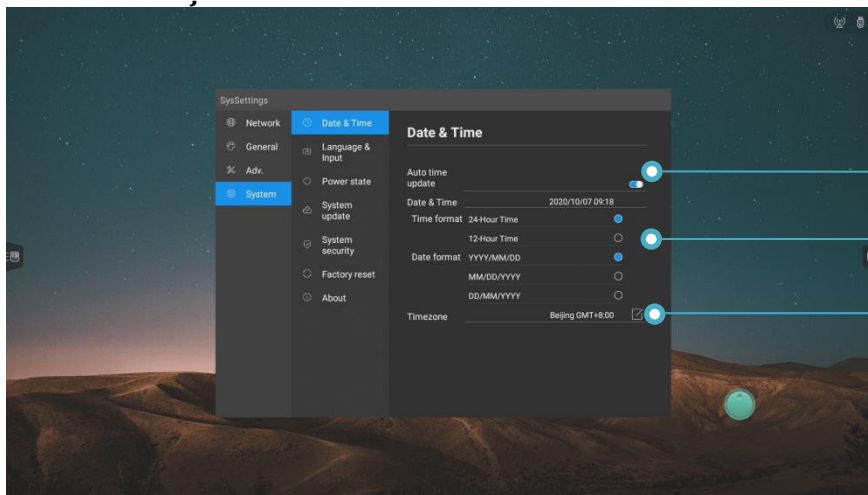 SysSettings
Network
General
Adv.
System
Date & Time
Language &
Input
Power state
System
update
System
security
Factory reset
About
Date & Time
Auto time
update
Date & Time 2020/10/07 09:18
Time format 24-Hour Time
12-Hour Time
Date format YYYY/MM/DD
MM/DD/YYYY
DD/MM/YYYY
Timezone Beijing GMT+8:00